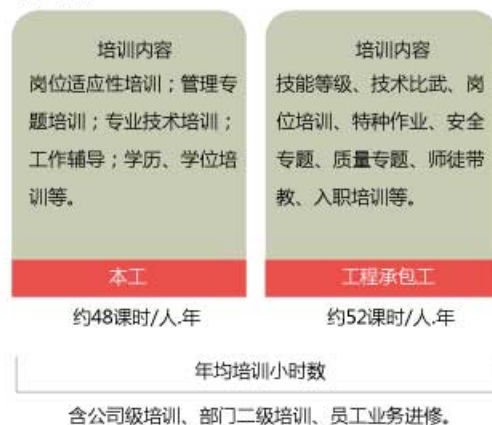 培训内容
岗位适应性培训；管理专
题培训；专业技术培训；
工作辅导；学历、学位培
训等。
本工
约48课时/人.年
培训内容
技能等级、技术比武、岗
位培训、特种作业、安全
专题、质量专题、师徒带
教、入职培训等。
工程承包工
约52课时/人.年
年均培训小时数
含公司级培训、部门二级培训、员工业务进修。